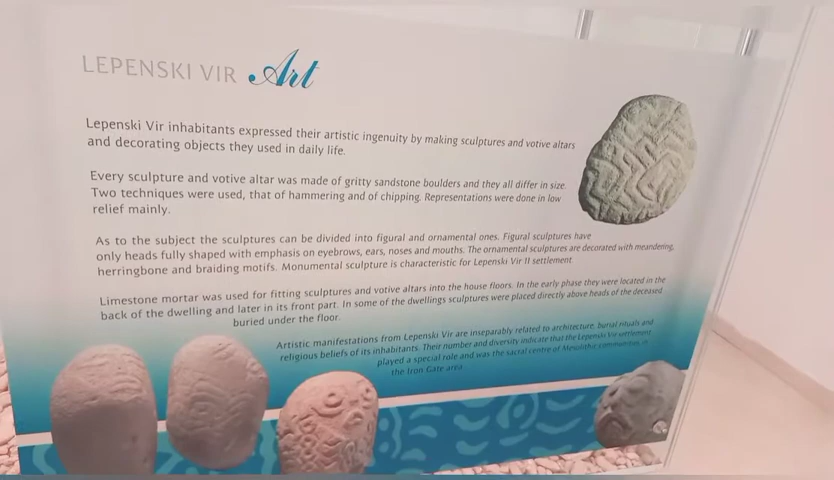 LEPENSKI VIR Art
Lepenski Vir inhabitants expressed their artistic ingenuity by making sculptures and votive altars
and decorating objects they used in daily life.
Every sculpture and votive altar was made of gritty sandstone boulders and they all differ in size.
Two techniques were used, that of hammering and of chipping. Representations were done in low
relief mainly.
As to the subject the sculptures can be divided into figural and ornamental ones. Figural sculptures have
only heads fully shaped with emphasis on eyebrows, ears, noses and mouths. The ornamental sculptures are decorated with meandering,
herringbone and braiding motifs. Monumental sculpture is characteristic for Lepenski Vir II settlement.
Limestone mortar was used for fitting sculptures and votive altars into the house floors. In the early phase they were located in the
back of the dwelling and later in its front part. In some of the dwellings sculptures were placed directly above heads of the deceased
buried under the floor.
Artistic manifestations from Lepenski Vir are inseparably related to architecture, burial rituals and
religious beliefs of its inhabitants. Their number and diversity indicate that the Lepenski Vir settlement
played a special role and was the sacral centre of Mesolithic communities in
the Iron Gate area.